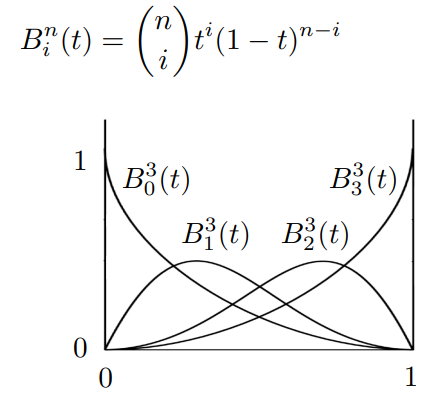 B_i^n(t) = \binom{n}{i} t^i (1 − t)^{n−i}
1
B_0^3(t) B_3^3(t)
B_1^3(t) B_2^3(t)
0
0 1